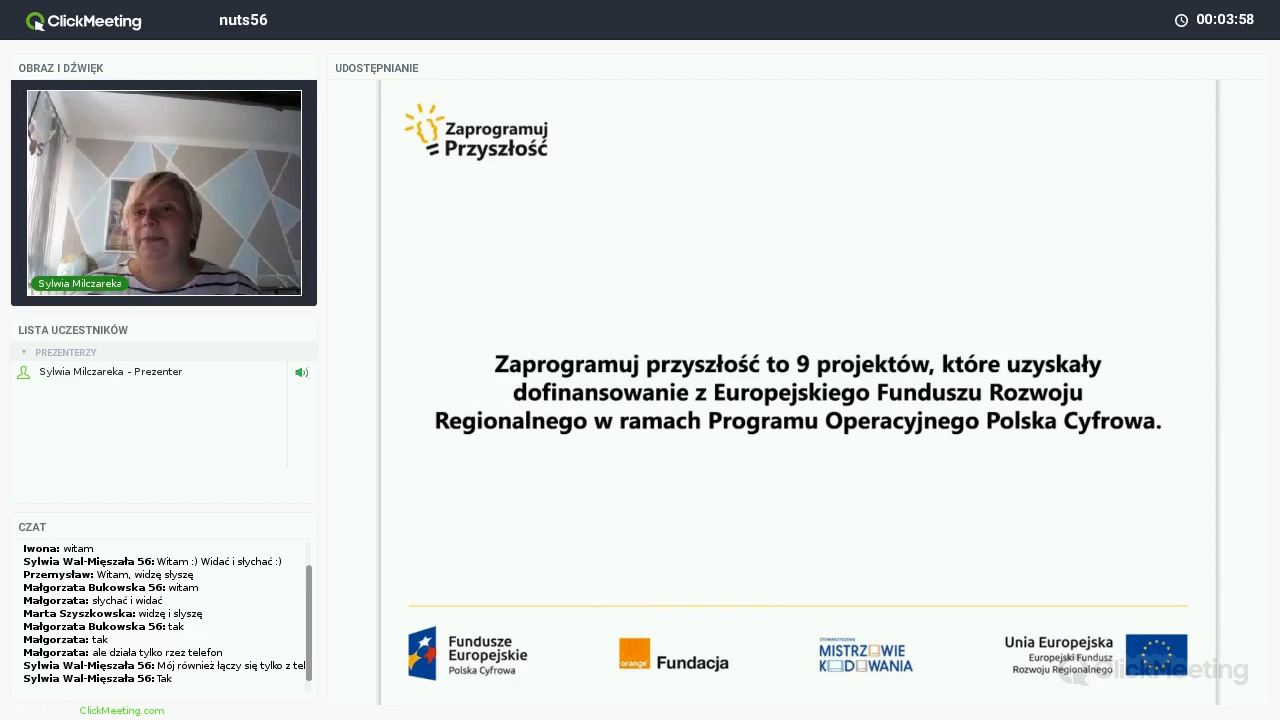 ClickMeeting
nuts56
00:03:58
OBRAZ I DŹWIĘK
Sylwia Milczareka
LISTA UCZESTNIKÓW
PREZENTERZY
Sylwia Milczareka - Prezenter
CZAT
Iwona: witam
Sylwia Wal-Mięszała 56: Witam :) Widać i słychać :)
Przemysław: Witam, widzę słyszę
Małgorzata Bukowska 56: witam
Małgorzata: słychać i widać
Marta Szyszkowska: widzę i slyszę
Małgorzata Bukowska 56: tak
Małgorzata: tak
Małgorzata: ale działa tylko rzez telefon
Sylwia Wal-Mięszała 56: Mój również łączy się tylko z tel
Sylwia Wal-Mięszała 56: Tak
ClickMeeting.com
UDOSTĘPNIANIE
Zaprogramuj
Przyszłość
Zaprogramuj przyszłość to 9 projektów, które uzyskały
dofinansowanie z Europejskiego Funduszu Rozwoju
Regionalnego w ramach Programu Operacyjnego Polska Cyfrowa.
Fundusze
Europejskie
Polska Cyfrowa
orange
Fundacja
STOWARZYSZENIE
MISTRZOWIE
KODOWANIA
Unia Europejska
Europejski Fundusz
Rozwoju Regionalnego
ClickMeeting